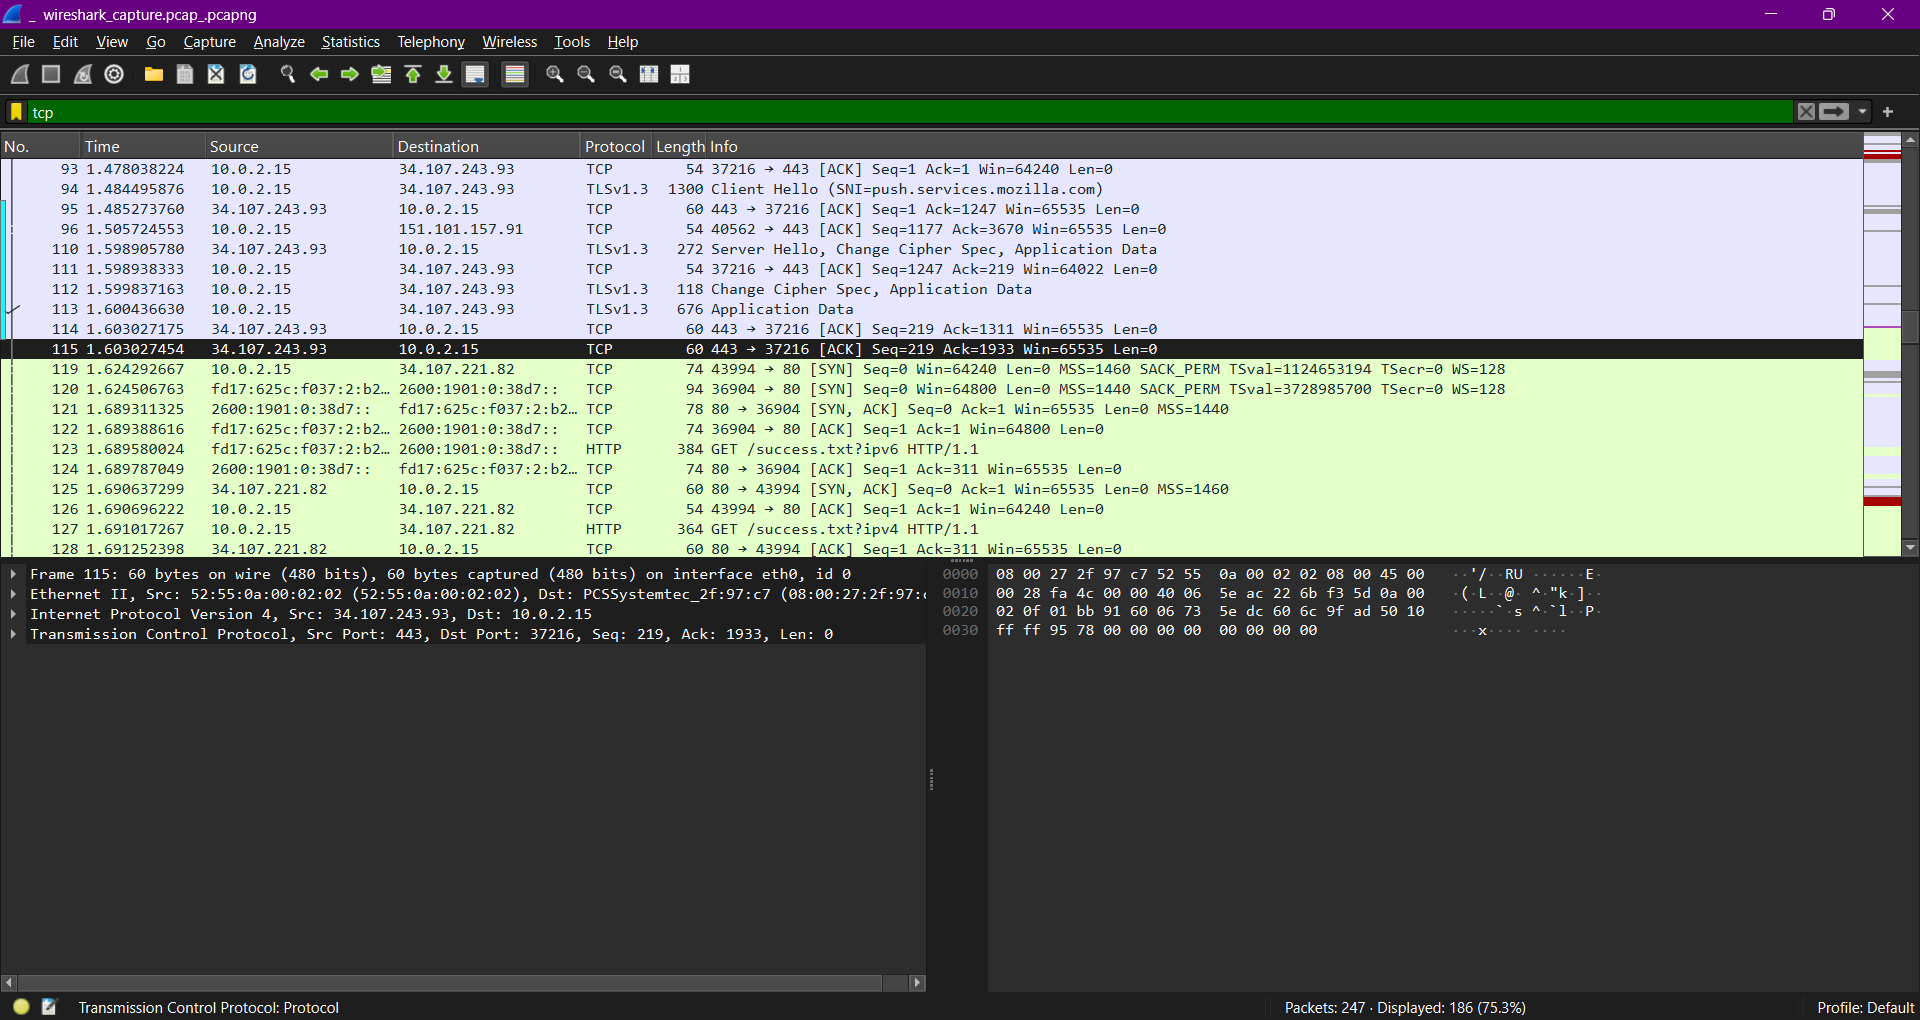 wireshark_capture.pcap_.pcapng
File Edit View Go Capture Analyze Statistics Telephony Wireless Tools Help
tcp
No. Time Source Destination Protocol Length Info
93 1.478038224 10.0.2.15 34.107.243.93 TCP 54 37216 → 443 [ACK] Seq=1 Ack=1 Win=64240 Len=0
94 1.484495876 10.0.2.15 34.107.243.93 TLSv1.3 1300 Client Hello (SNI=push.services.mozilla.com)
95 1.485273760 34.107.243.93 10.0.2.15 TCP 60 443 → 37216 [ACK] Seq=1 Ack=1247 Win=65535 Len=0
96 1.505724553 10.0.2.15 151.101.157.91 TCP 54 40562 → 443 [ACK] Seq=1177 Ack=3670 Win=65535 Len=0
110 1.598905780 34.107.243.93 10.0.2.15 TLSv1.3 272 Server Hello, Change Cipher Spec, Application Data
111 1.598938333 10.0.2.15 34.107.243.93 TCP 54 37216 → 443 [ACK] Seq=1247 Ack=219 Win=64022 Len=0
112 1.599837163 10.0.2.15 34.107.243.93 TLSv1.3 118 Change Cipher Spec, Application Data
113 1.600436630 10.0.2.15 34.107.243.93 TLSv1.3 676 Application Data
114 1.603027175 34.107.243.93 10.0.2.15 TCP 60 443 → 37216 [ACK] Seq=219 Ack=1311 Win=65535 Len=0
115 1.603027454 34.107.243.93 10.0.2.15 TCP 60 443 → 37216 [ACK] Seq=219 Ack=1933 Win=65535 Len=0
119 1.624292667 10.0.2.15 34.107.221.82 TCP 74 43994 → 80 [SYN] Seq=0 Win=64240 Len=0 MSS=1460 SACK_PERM TSval=1124653194 TSecr=0 WS=128
120 1.624506763 fd17:625c:f037:2:b2… 2600:1901:0:38d7:: TCP 94 36904 → 80 [SYN] Seq=0 Win=64800 Len=0 MSS=1440 SACK_PERM TSval=3728985700 TSecr=0 WS=128
121 1.689311325 2600:1901:0:38d7:: fd17:625c:f037:2:b2… TCP 78 80 → 36904 [SYN, ACK] Seq=0 Ack=1 Win=65535 Len=0 MSS=1440
122 1.689388616 fd17:625c:f037:2:b2… 2600:1901:0:38d7:: TCP 74 36904 → 80 [ACK] Seq=1 Ack=1 Win=64800 Len=0
123 1.689580024 fd17:625c:f037:2:b2… 2600:1901:0:38d7:: HTTP 384 GET /success.txt?ipv6 HTTP/1.1
124 1.689787049 2600:1901:0:38d7:: fd17:625c:f037:2:b2… TCP 74 80 → 36904 [ACK] Seq=1 Ack=311 Win=65535 Len=0
125 1.690637299 34.107.221.82 10.0.2.15 TCP 60 80 → 43994 [SYN, ACK] Seq=0 Ack=1 Win=65535 Len=0 MSS=1460
126 1.690696222 10.0.2.15 34.107.221.82 TCP 54 43994 → 80 [ACK] Seq=1 Ack=1 Win=64240 Len=0
127 1.691017267 10.0.2.15 34.107.221.82 HTTP 364 GET /success.txt?ipv4 HTTP/1.1
128 1.691252398 34.107.221.82 10.0.2.15 TCP 60 80 → 43994 [ACK] Seq=1 Ack=311 Win=65535 Len=0
Frame 115: 60 bytes on wire (480 bits), 60 bytes captured (480 bits) on interface eth0, id 0
Ethernet II, Src: 52:55:0a:00:02:02 (52:55:0a:00:02:02), Dst: PCSSystemtec_2f:97:c7 (08:00:27:2f:97:
Internet Protocol Version 4, Src: 34.107.243.93, Dst: 10.0.2.15
Transmission Control Protocol, Src Port: 443, Dst Port: 37216, Seq: 219, Ack: 1933, Len: 0
0000 08 00 27 2f 97 c7 52 55 0a 00 02 02 08 00 45 00 ··'/··RU ······E·
0010 00 28 fa 4c 00 00 40 06 5e ac 22 6b f3 5d 0a 00 ·(·L··@· ^·"k·]··
0020 02 0f 01 bb 91 60 06 73 5e dc 60 6c 9f ad 50 10 ·····`·s ^·`l··P·
0030 ff ff 95 78 00 00 00 00 00 00 00 00 ···x···· ····
Transmission Control Protocol: Protocol
Packets: 247 · Displayed: 186 (75.3%)
Profile: Default